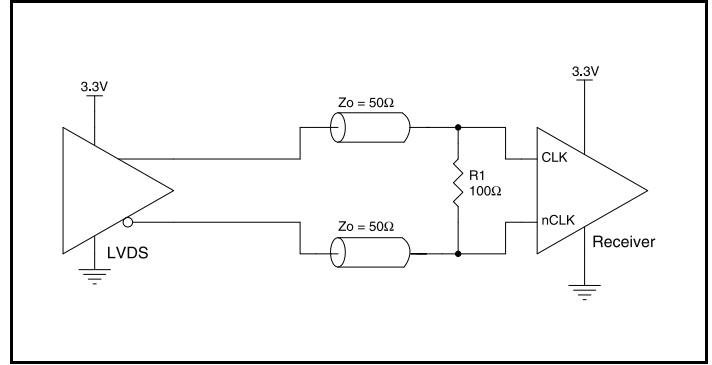 3.3V
3.3V
Zo = 50Ω
CLK
R1
100Ω
nCLK
Zo = 50Ω
Receiver
LVDS